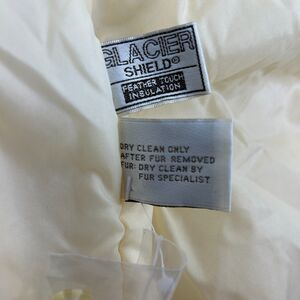 GLACIER
SHIELD®
FEATHER TOUCH
INSULATION
DRY CLEAN ONLY
AFTER FUR REMOVED
FUR: DRY CLEAN BY
FUR SPECIALIST